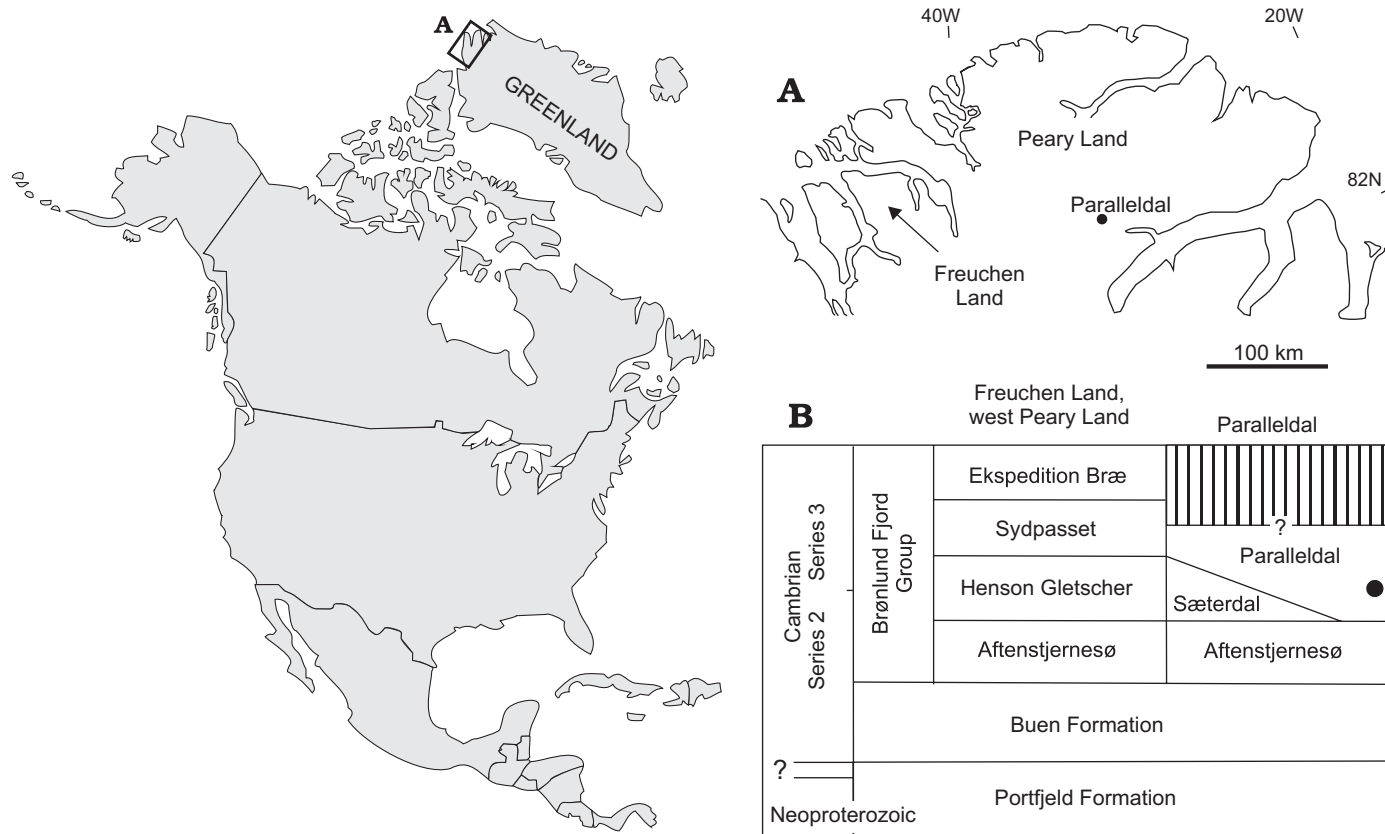 A
GREENLAND
40W
20W
A
Peary Land
82N
Paralleldal
Freuchen
Land
100 km
B
Freuchen Land,
west Peary Land
Paralleldal
Cambrian
Series 2 Series 3
Brønlund Fjord
Group
Ekspedition Bræ
Sydpasset
Henson Gletscher
Aftenstjernesø
?
Paralleldal
Sæterdal
Aftenstjernesø
Buen Formation
?
Neoproterozoic
Portfjeld Formation